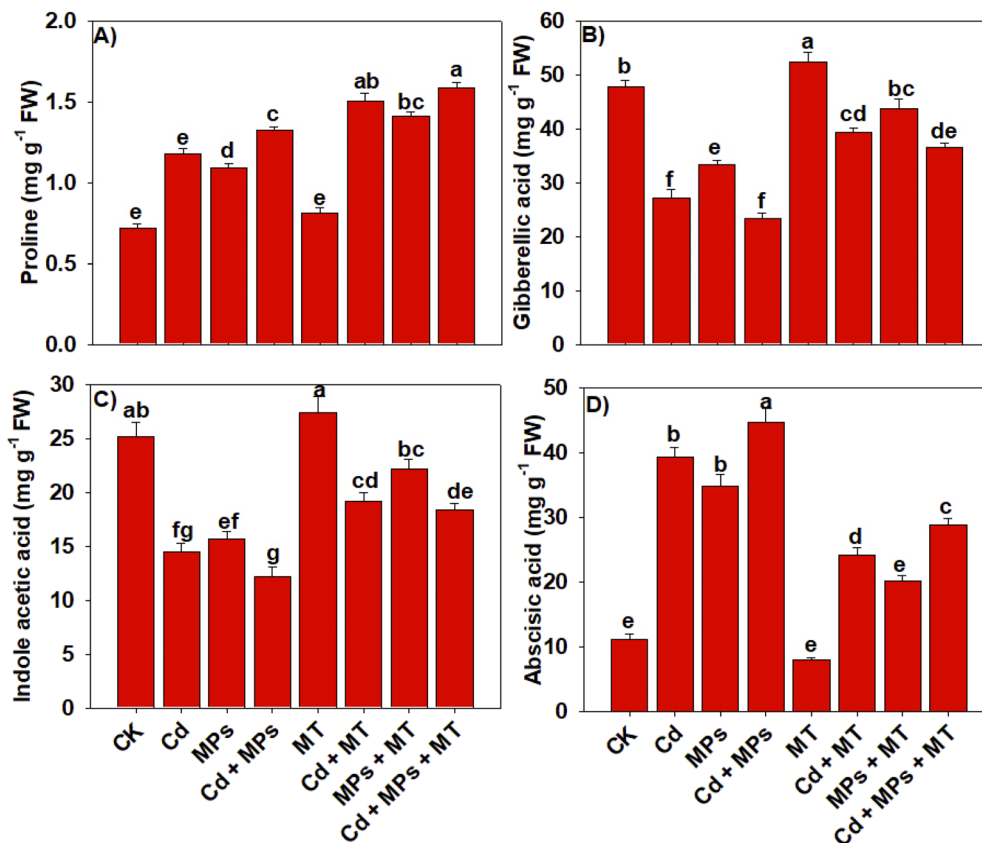 A)
Proline (mg g⁻¹ FW)
2.0
1.5
1.0
0.5
0.0
e
e
d
c
e
ab
bc
a
B)
Gibberellic acid (mg g⁻¹ FW)
60
50
40
30
20
10
0
b
f
e
f
a
cd
bc
de
C)
Indole acetic acid (mg g⁻¹ FW)
30
25
20
15
10
5
0
ab
fg
ef
g
a
cd
bc
de
CK
Cd
MPs
Cd + MPs
MT
Cd + MT
MPs + MT
Cd + MPs + MT
D)
Abscisic acid (mg g⁻¹ FW)
50
40
30
20
10
0
e
b
b
a
e
d
e
c
CK
Cd
MPs
Cd + MPs
MT
Cd + MT
MPs + MT
Cd + MPs + MT